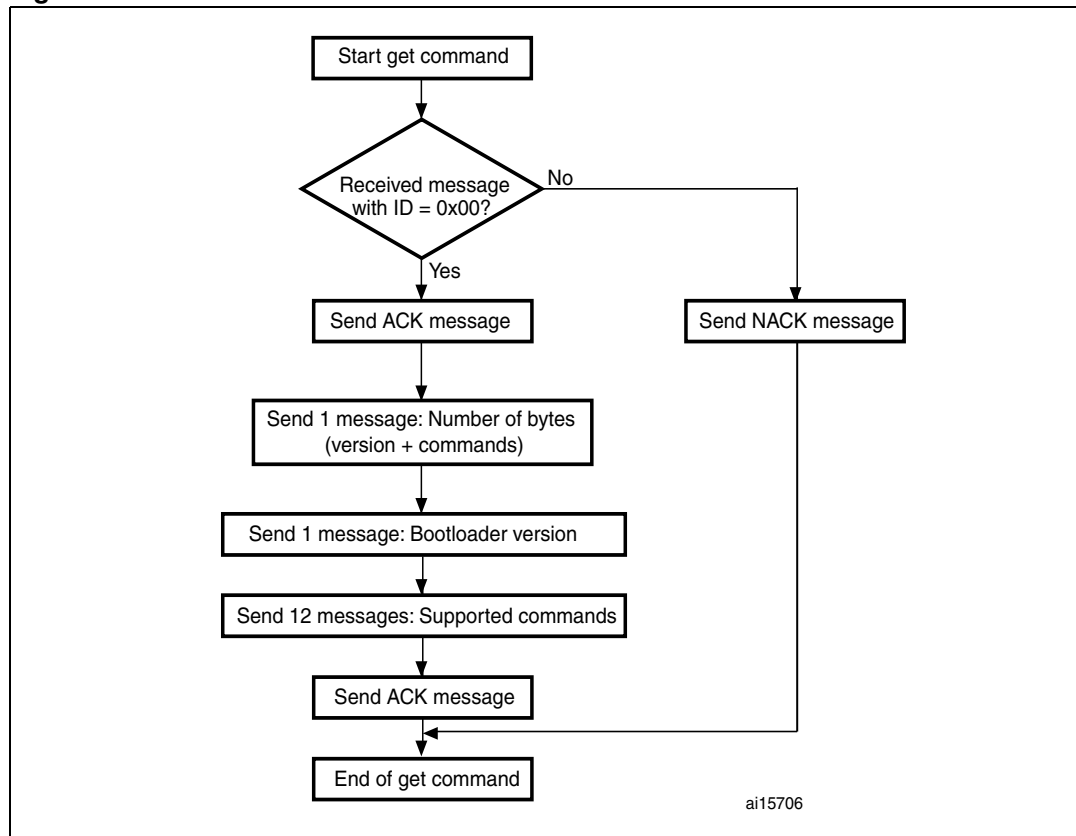 Start get command
Received message
with ID = 0x00?
No
Yes
Send ACK message
Send NACK message
Send 1 message: Number of bytes
(version + commands)
Send 1 message: Bootloader version
Send 12 messages: Supported commands
Send ACK message
End of get command
ai15706